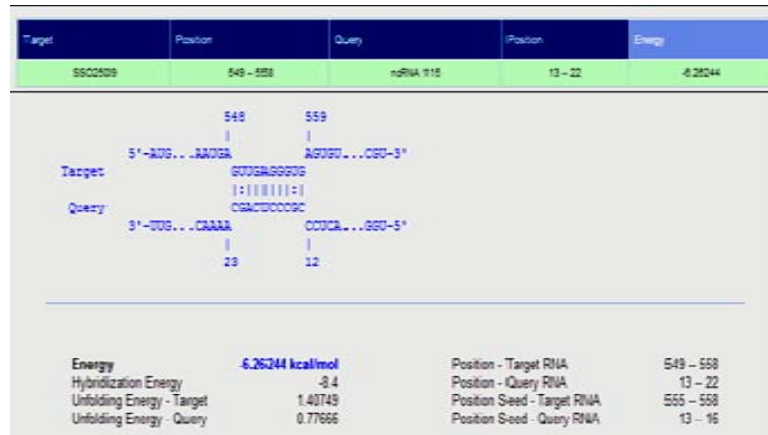 Target Position Query Position Energy
SSO2509 549 – 558 ncRNA 1115 13 – 22 -6.26244
548 559
| |
5'-AUG...AAUGA AGUGU...CGU-3'
Target GUUGAGGGUG
|:||||||:|
Query CGACUCCCGC
3'-UUG...CAAAA CCUCA...GGU-5'
| |
23 12
Energy -6.26244 kcal/mol Position - Target RNA 549 – 558
Hybridization Energy -8.4 Position - Query RNA 13 – 22
Unfolding Energy - Target 1.40749 Position Seed - Target RNA 555 – 558
Unfolding Energy - Query 0.77666 Position Seed - Query RNA 13 – 16